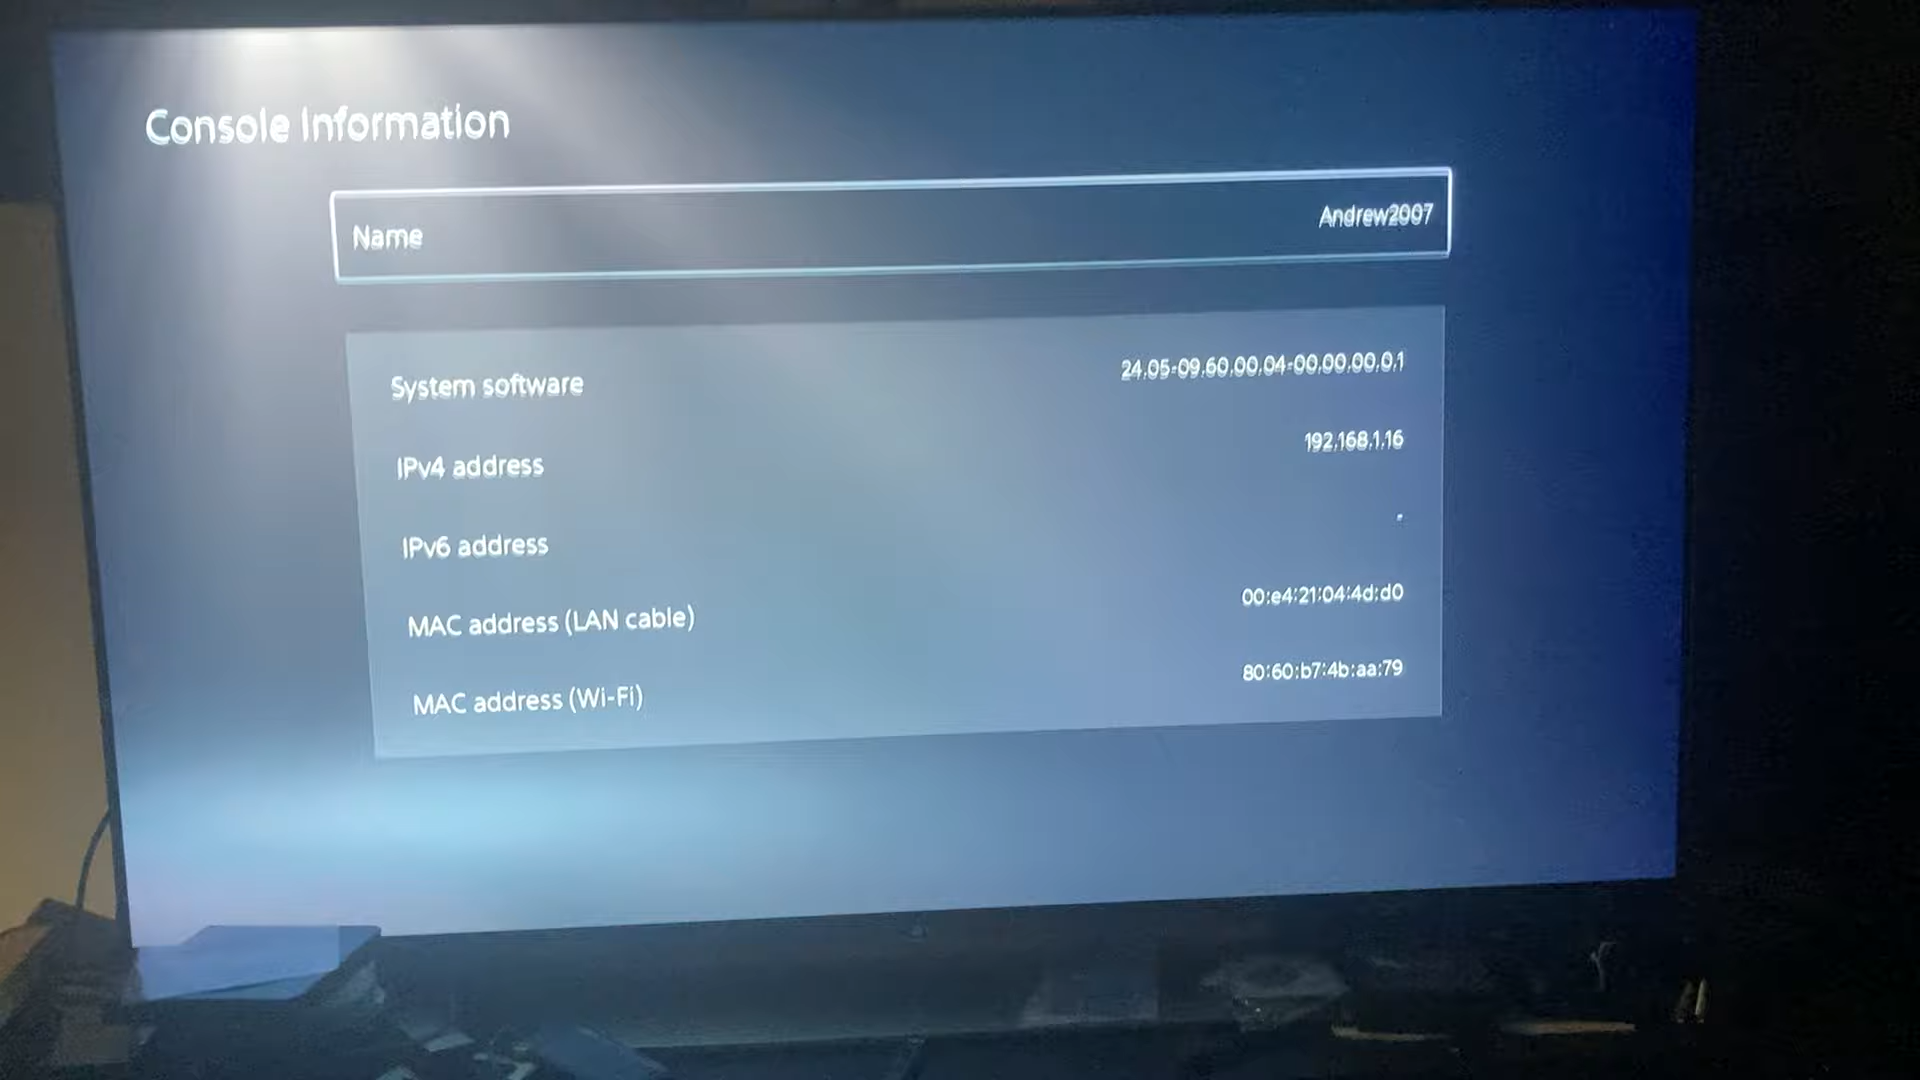 Console Information
Name Andrew2007
System software 24.05-09.60.00.04-00.00.00.0.1
IPv4 address 192.168.1.16
IPv6 address -
MAC address (LAN cable) 00:e4:21:04:4d:d0
MAC address (Wi-Fi) 80:60:b7:4b:aa:79